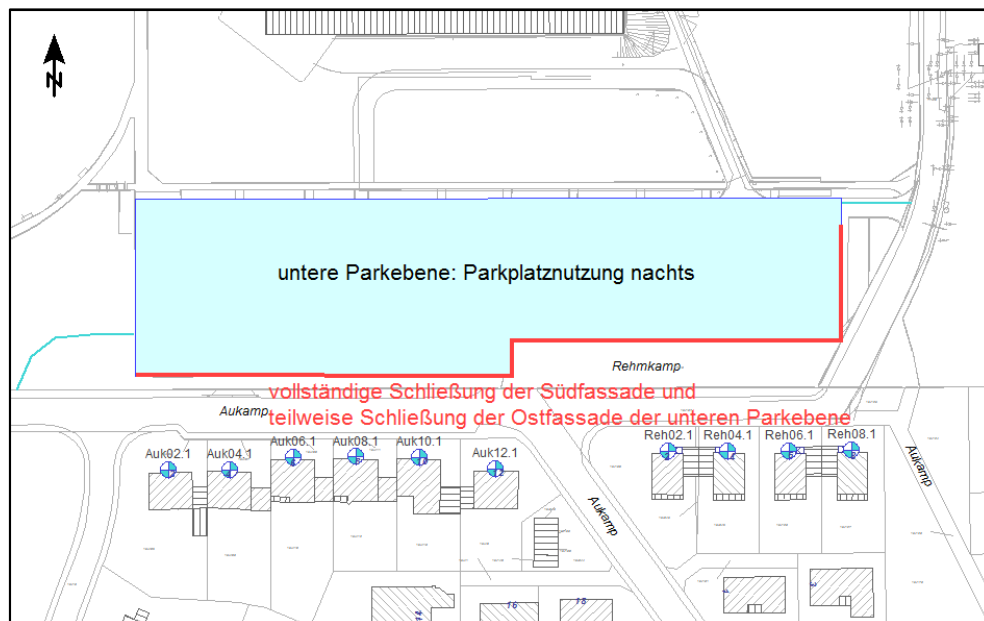 N
untere Parkebene: Parkplatznutzung nachts
Rehmkamp
vollständige Schließung der Südfassade und
Aukamp
teilweise Schließung der Ostfassade der unteren Parkebene
Auk02.1
Auk04.1
Auk06.1
Auk08.1
Auk10.1
Auk12.1
Reh02.1
Reh04.1
Reh06.1
Reh08.1
Aukamp
Aukamp
14
16
18